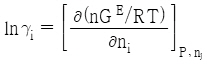 ln γi = [ ∂(nG^E/RT) / ∂ni ]P, nj